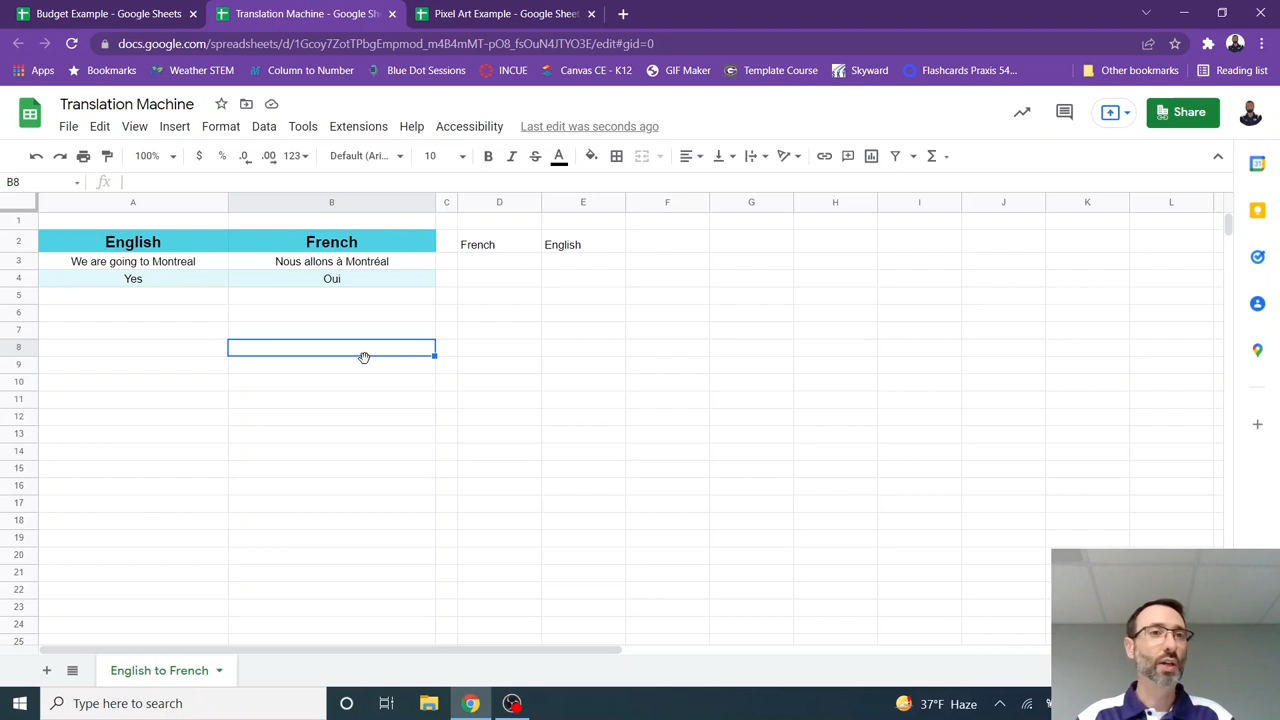 Budget Example - Google Sheets
Translation Machine - Google Sh
Pixel Art Example - Google Sheet
docs.google.com/spreadsheets/d/1Gcoy7ZotTPbgEmpmod_m4B4mMT-pO8_fsOuN4JTYO3E/edit#gid=0
Apps
Bookmarks
Weather STEM
Column to Number
Blue Dot Sessions
INCUE
Canvas CE - K12
GIF Maker
Template Course
Skyward
Flashcards Praxis 54...
Other bookmarks
Reading list
Translation Machine
File Edit View Insert Format Data Tools Extensions Help Accessibility Last edit was seconds ago
Share
100% $ % .0 .00 123 Default (Ari... 10 B I S A Σ
B8 fx
A B C D E F G H I J K L
1
2 English French French English
3 We are going to Montreal Nous allons à Montréal
4 Yes Oui
5
6
7
8
9
10
11
12
13
14
15
16
17
18
19
20
21
22
23
24
25
English to French
Type here to search
37°F Haze